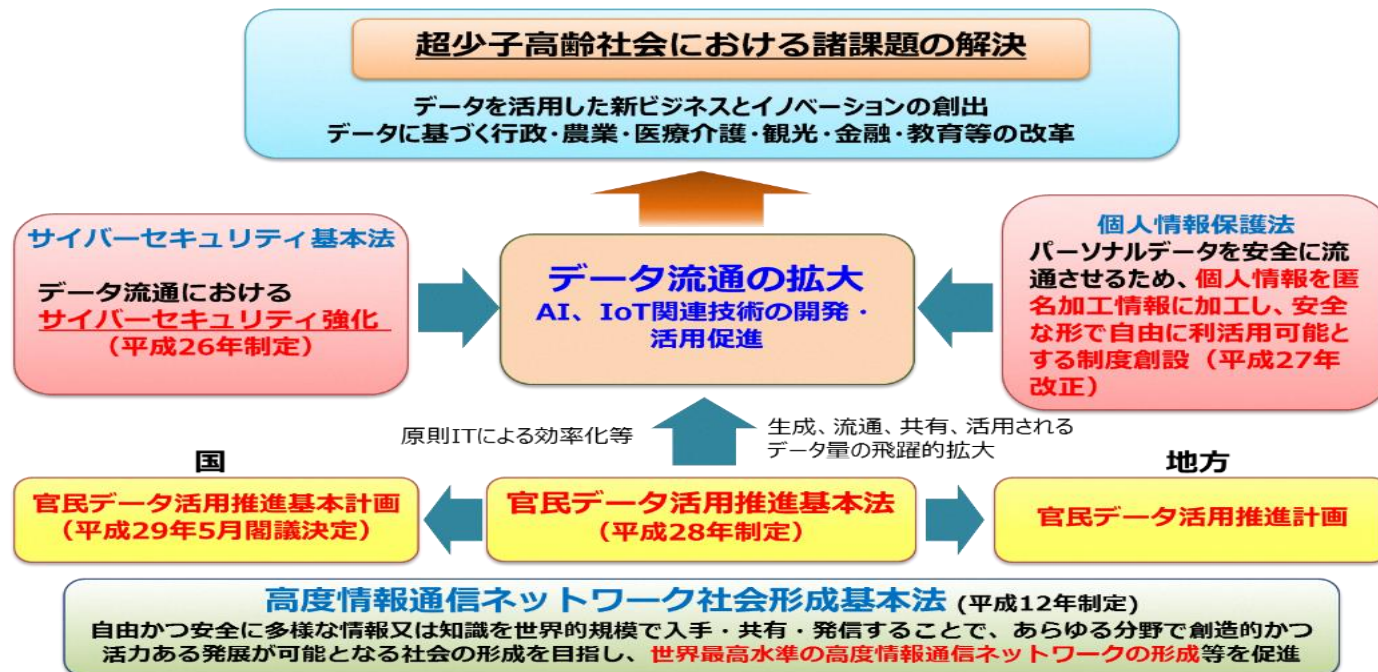 超少子高齢社会における諸課題の解決
データを活用した新ビジネスとイノベーションの創出
データに基づく行政・農業・医療介護・観光・金融・教育等の改革
サイバーセキュリティ基本法
データ流通における
サイバーセキュリティ強化
（平成26年制定）
データ流通の拡大
AI、IoT関連技術の開発・
活用促進
個人情報保護法
パーソナルデータを安全に流
通させるため、個人情報を匿
名加工情報に加工し、安全
な形で自由に利活用可能と
する制度創設（平成27年
改正）
原則ITによる効率化等
生成、流通、共有、活用される
データ量の飛躍的拡大
国
官民データ活用推進基本計画
（平成29年5月閣議決定）
官民データ活用推進基本法
（平成28年制定）
地方
官民データ活用推進計画
高度情報通信ネットワーク社会形成基本法 (平成12年制定)
自由かつ安全に多様な情報又は知識を世界的規模で入手・共有・発信することで、あらゆる分野で創造的かつ
活力ある発展が可能となる社会の形成を目指し、世界最高水準の高度情報通信ネットワークの形成等を促進